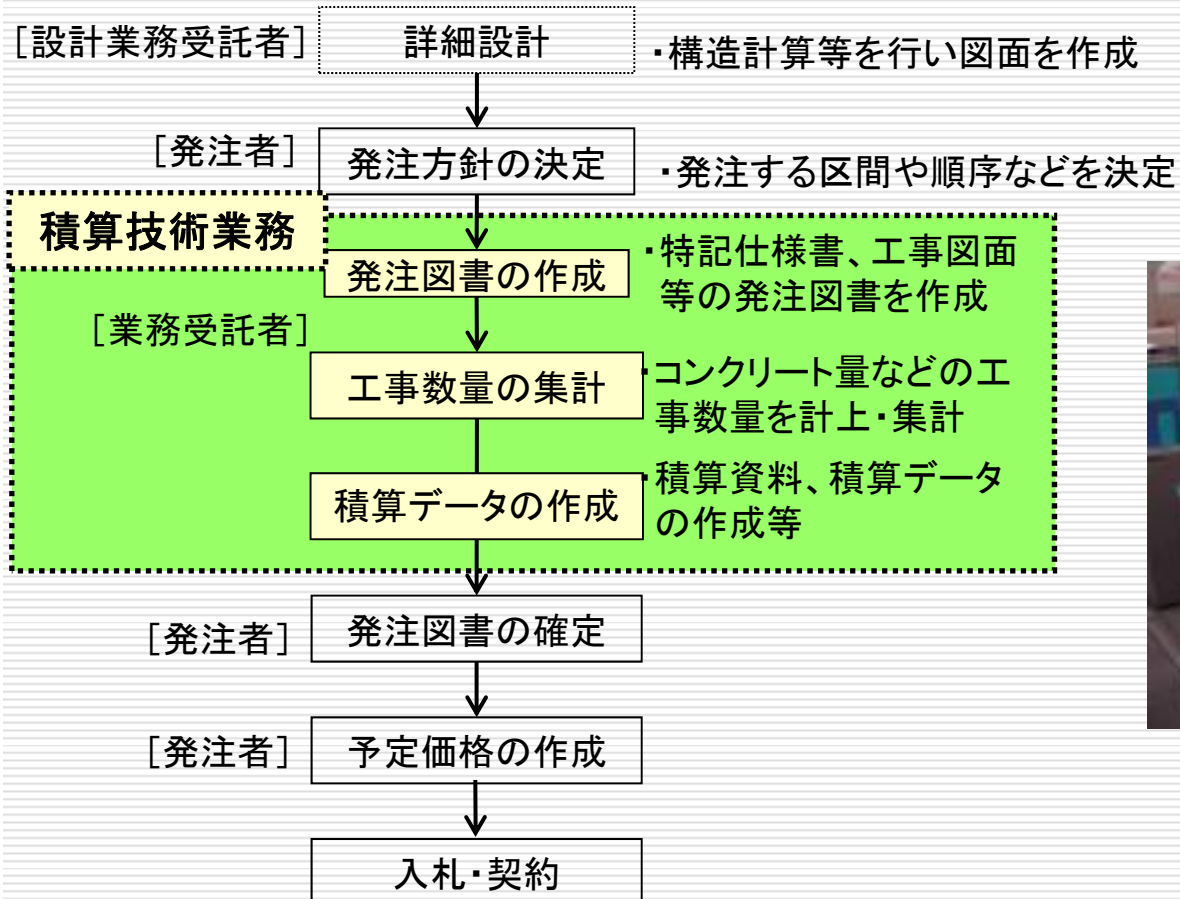 [設計業務受託者]
詳細設計
・構造計算等を行い図面を作成
[発注者]
発注方針の決定
・発注する区間や順序などを決定
積算技術業務
発注図書の作成
・特記仕様書、工事図面
等の発注図書を作成
[業務受託者]
工事数量の集計
・コンクリート量などの工
事数量を計上・集計
積算データの作成
・積算資料、積算データ
の作成等
[発注者]
発注図書の確定
[発注者]
予定価格の作成
入札・契約